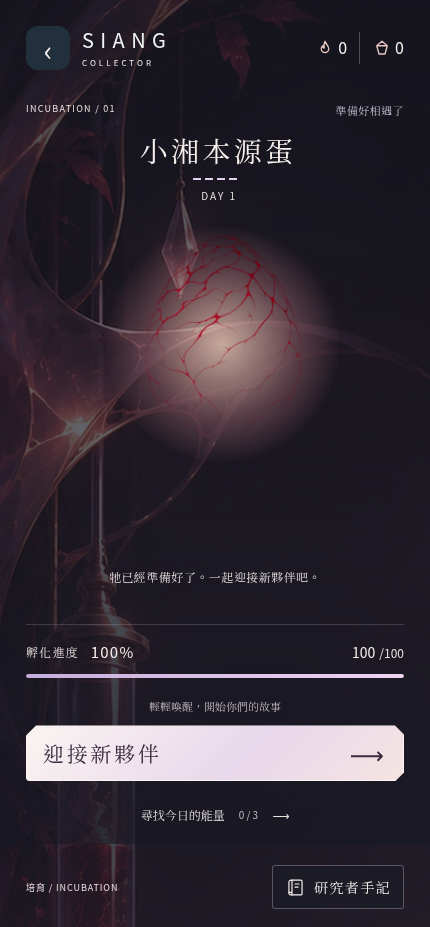 SIANG
COLLECTOR
0
0
INCUBATION / 01
準備好相遇了
小湘本源蛋
DAY 1
牠已經準備好了。一起迎接新夥伴吧。
孵化進度 100%
100 /100
輕輕喚醒，開始你們的故事
迎接新夥伴 →
尋找今日的能量 0/3 →
培育 / INCUBATION
研究者手記